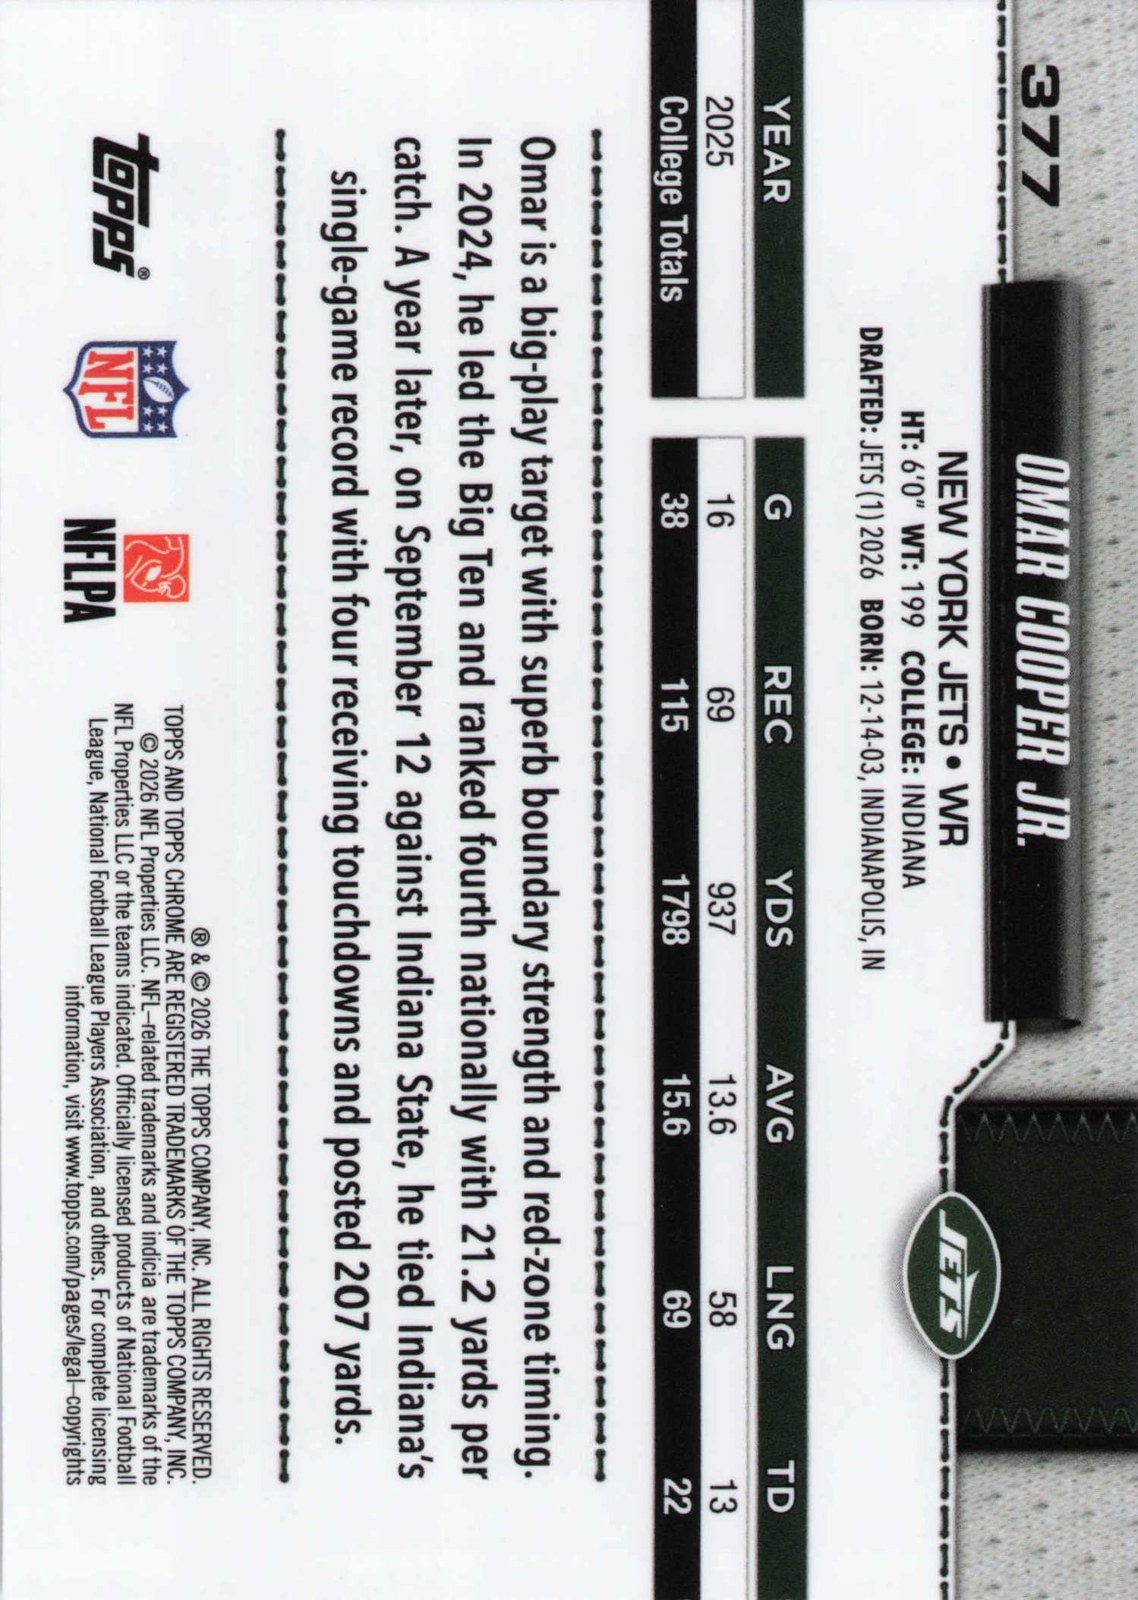 377
OMAR COOPER JR.
NEW YORK JETS • WR
HT: 6'0" WT: 199 COLLEGE: INDIANA
DRAFTED: JETS (1) 2026 BORN: 12-14-03, INDIANAPOLIS, IN
JETS
YEAR G REC YDS AVG LNG TD
2025 16 69 937 13.6 58 13
College Totals 38 115 1798 15.6 69 22
Omar is a big-play target with superb boundary strength and red-zone timing.
In 2024, he led the Big Ten and ranked fourth nationally with 21.2 yards per
catch. A year later, on September 12 against Indiana State, he tied Indiana's
single-game record with four receiving touchdowns and posted 207 yards.
topps®
NFL
NFLPA
® & © 2026 THE TOPPS COMPANY, INC. ALL RIGHTS RESERVED.
TOPPS AND TOPPS CHROME ARE REGISTERED TRADEMARKS OF THE TOPPS COMPANY, INC.
© 2026 NFL Properties LLC. NFL-related trademarks and indicia are trademarks of the
NFL Properties LLC or the teams indicated. Officially licensed products of National Football
League, National Football League Players Association, and others. For complete licensing
information, visit www.topps.com/pages/legal-copyrights